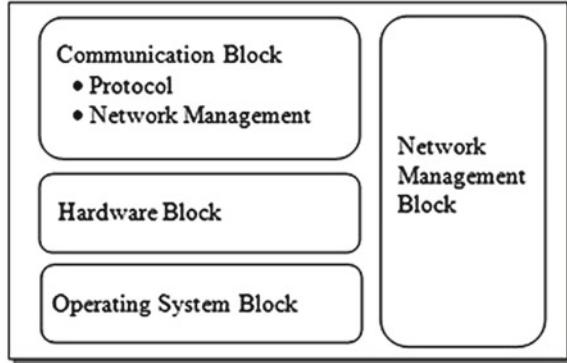 Communication Block
• Protocol
• Network Management
Hardware Block
Operating System Block
Network
Management
Block